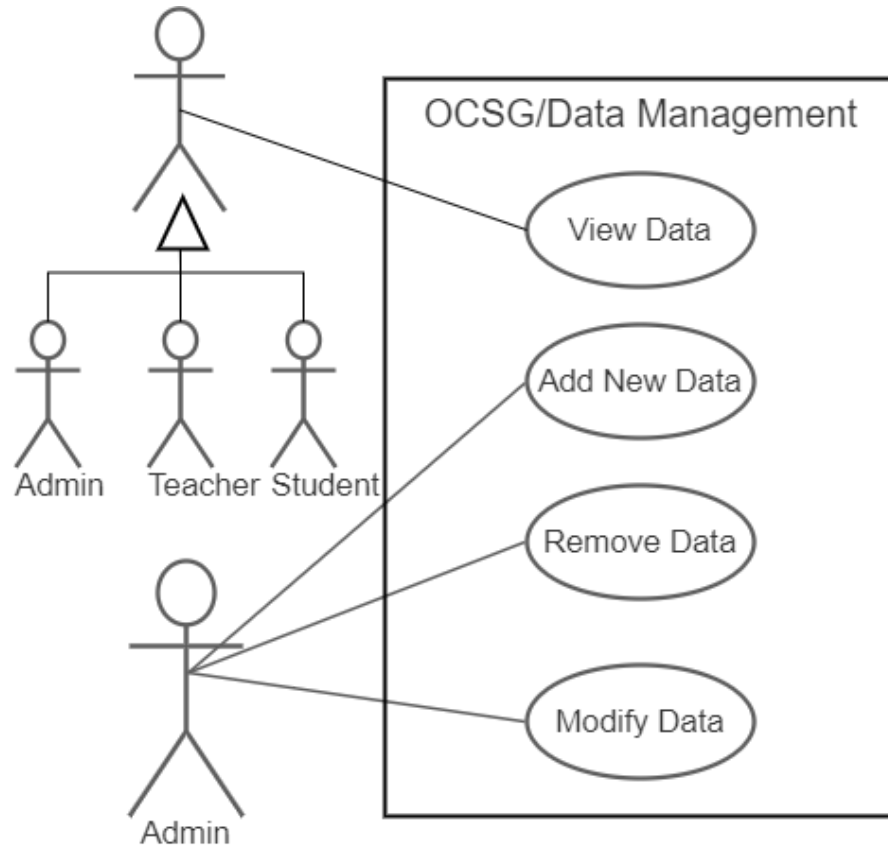 OCSG/Data Management
View Data
Add New Data
Admin
Teacher
Student
Remove Data
Modify Data
Admin